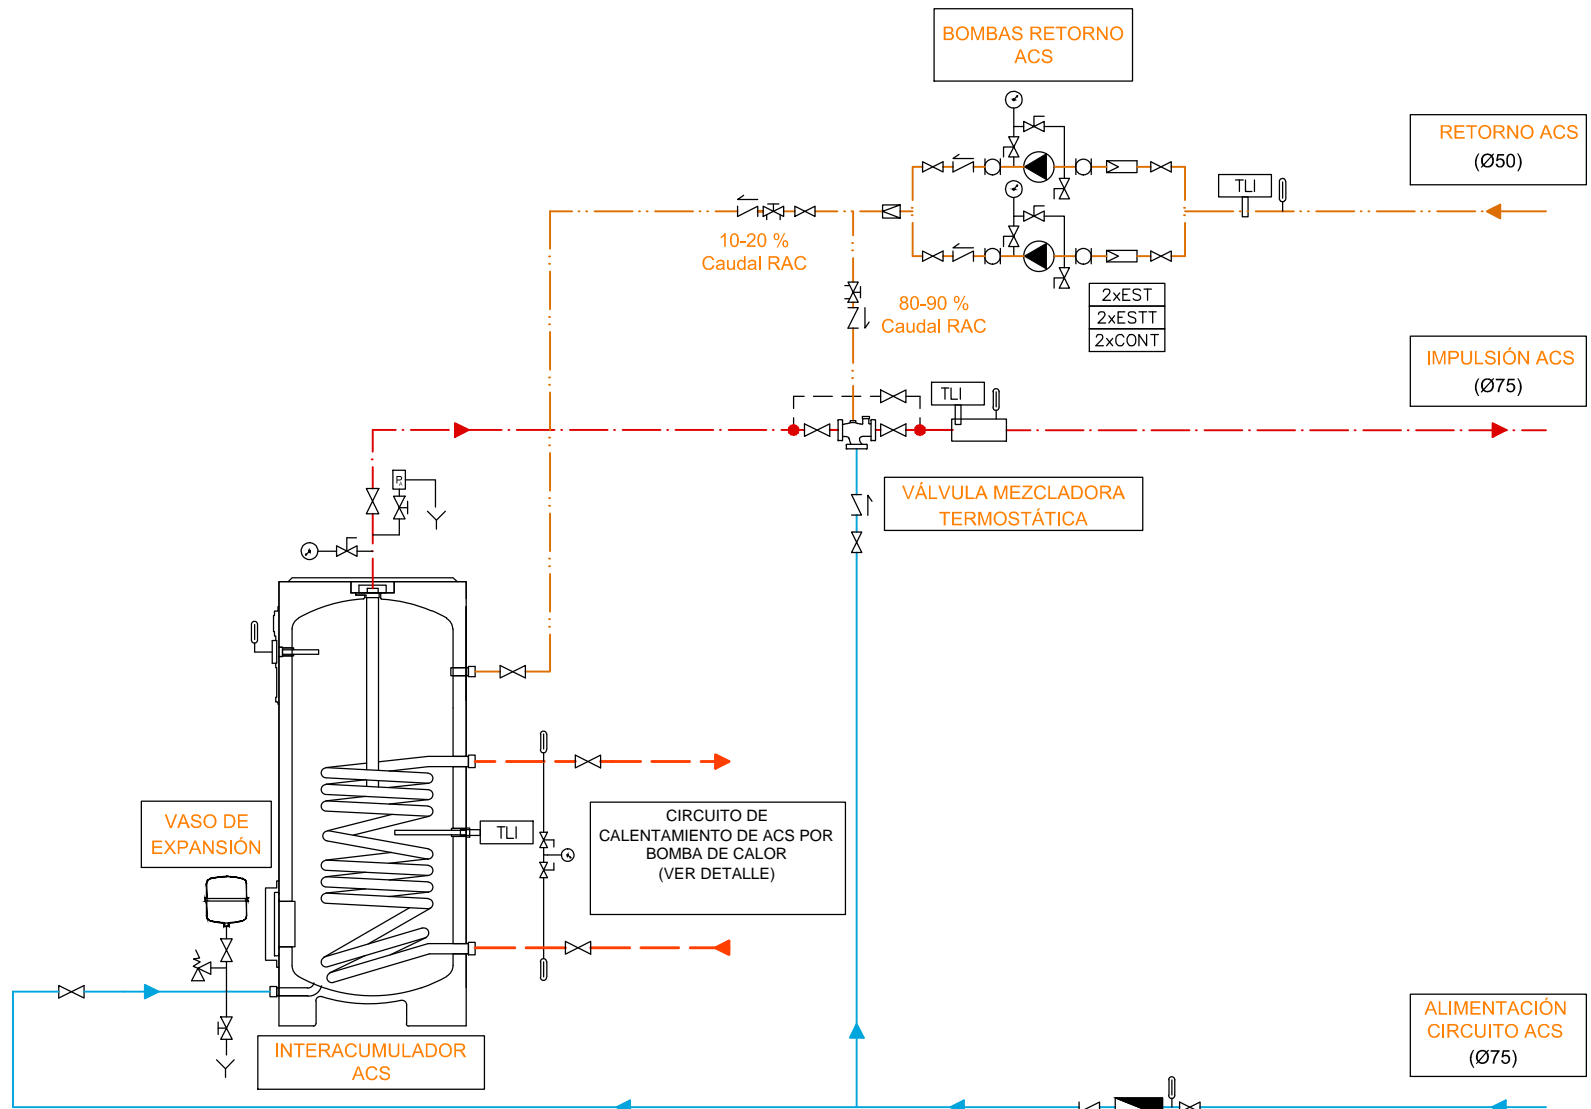 BOMBAS RETORNO
ACS
RETORNO ACS
(Ø50)
TLI
10-20 %
Caudal RAC
80-90 %
Caudal RAC
2xEST
2xESTT
2xCONT
IMPULSIÓN ACS
(Ø75)
TLI
VÁLVULA MEZCLADORA
TERMOSTÁTICA
VASO DE
EXPANSIÓN
TLI
CIRCUITO DE
CALENTAMIENTO DE ACS POR
BOMBA DE CALOR
(VER DETALLE)
INTERACUMULADOR
ACS
ALIMENTACIÓN
CIRCUITO ACS
(Ø75)